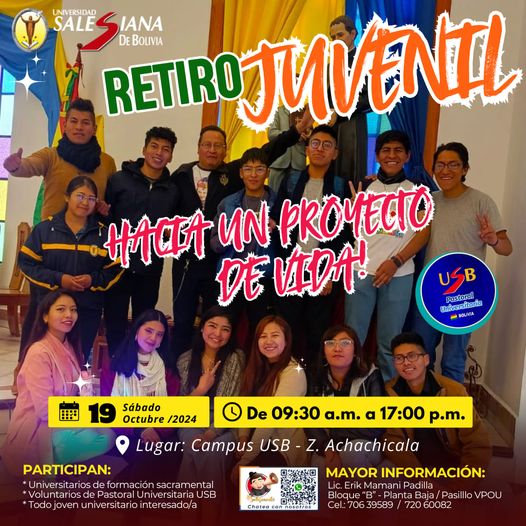 UNIVERSIDAD
SALESIANA
DE BOLIVIA
RETIRO JUVENIL
HACIA UN PROYECTO
DE VIDA!
USB
Pastoral
Universitaria
BOLIVIA
19 Sábado
Octubre /2024
De 09:30 a.m. a 17:00 p.m.
Lugar: Campus USB - Z. Achachicala
PARTICIPAN:
* Universitarios de formación sacramental
* Voluntarios de Pastoral Universitaria USB
* Todo joven universitario interesado/a
Chatea con nosotros
MAYOR INFORMACIÓN:
Lic. Erik Mamani Padilla
Bloque “B” - Planta Baja / Pasilllo VPOU
Cel.: 706 39589 / 720 60082